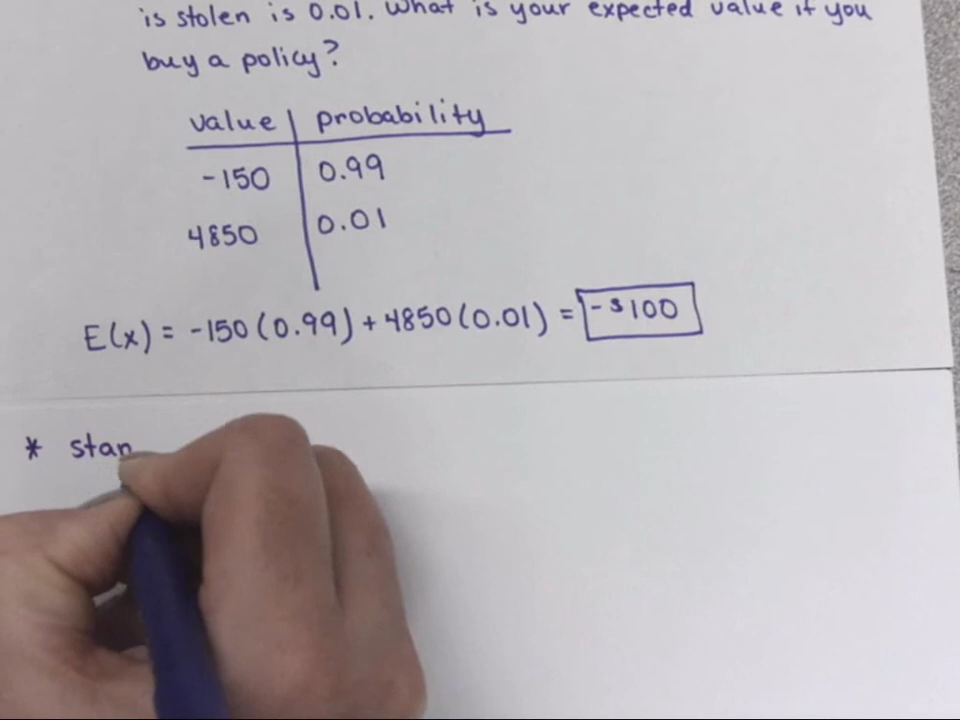 is stolen is 0.01. What is your expected value if you
buy a policy?
value probability
-150 0.99
4850 0.01
E(x) = -150(0.99) + 4850(0.01) = -$100
* stan